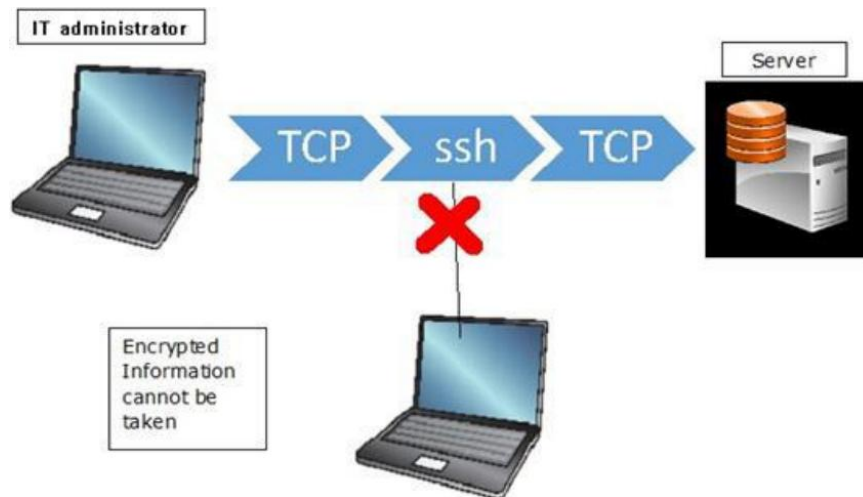 IT administrator
Server
TCP
ssh
TCP
Encrypted
Information
cannot be
taken